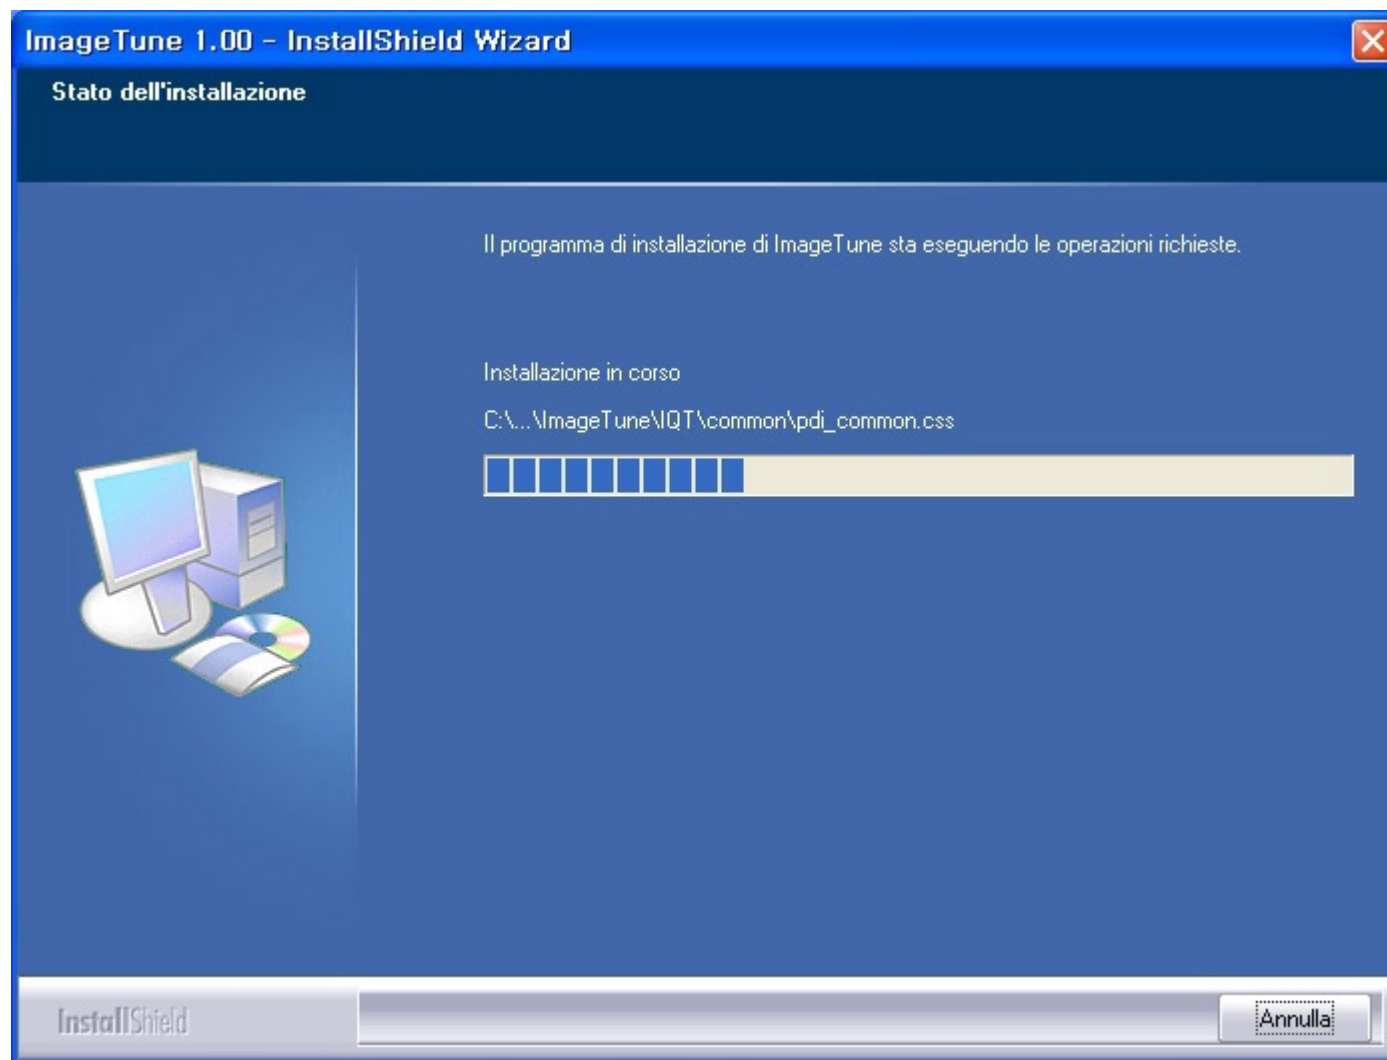 ImageTune 1.00 - InstallShield Wizard
Stato dell'installazione
Il programma di installazione di ImageTune sta eseguendo le operazioni richieste.
Installazione in corso
C:\...\ImageTune\IQT\common\pdi_common.css
InstallShield
Annulla